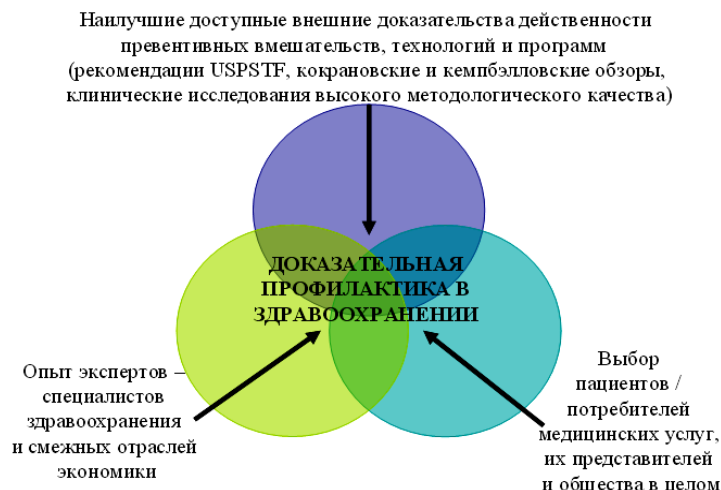 Наилучшие доступные внешние доказательства действенности
превентивных вмешательств, технологий и программ
(рекомендации USPSTF, кокрановские и кемпбэлловские обзоры,
клинические исследования высокого методологического качества)
ДОКАЗАТЕЛЬНАЯ
ПРОФИЛАКТИКА В
ЗДРАВООХРАНЕНИИ
Опыт экспертов –
специалистов
здравоохранения
и смежных отраслей
экономики
Выбор
пациентов /
потребителей
медицинских услуг,
их представителей
и общества в целом